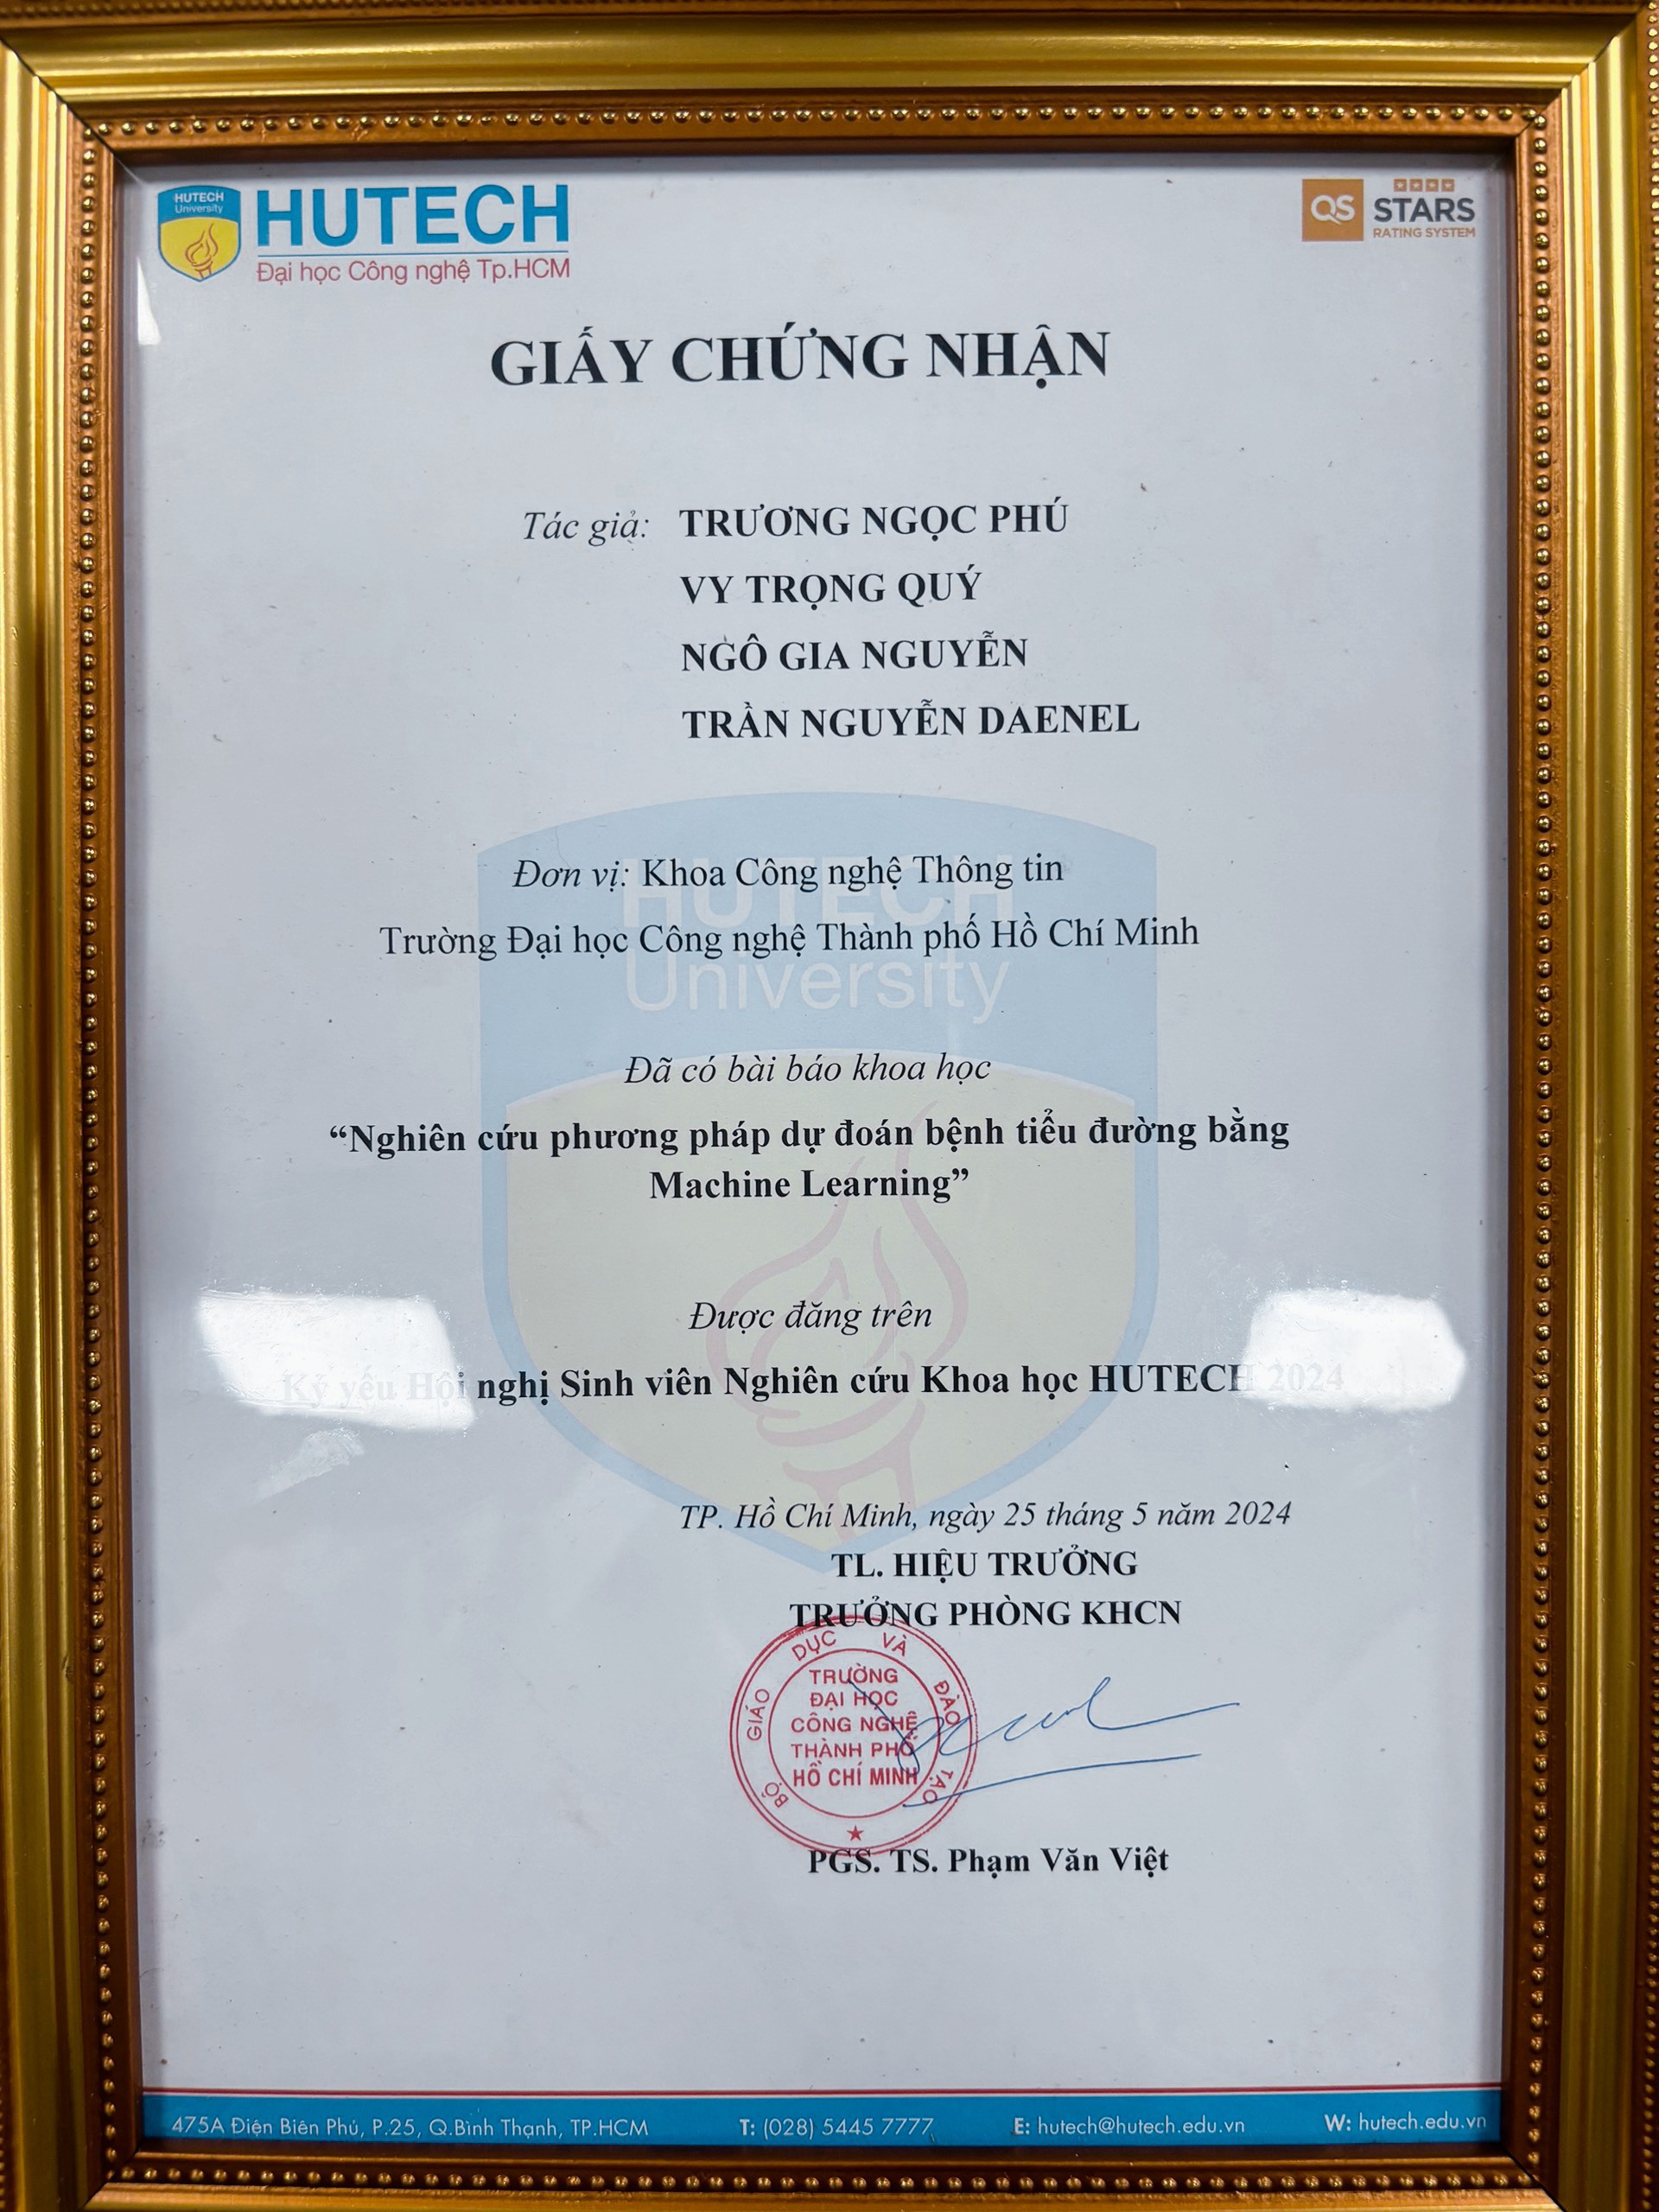 HUTECH
University
HUTECH
Đại học Công nghệ Tp.HCM
QS STARS
RATING SYSTEM
GIẤY CHỨNG NHẬN
Tác giả: TRƯƠNG NGỌC PHÚ
VY TRỌNG QUÝ
NGÔ GIA NGUYỄN
TRẦN NGUYỄN DAENEL
HUTECH
University
Đơn vị: Khoa Công nghệ Thông tin
Trường Đại học Công nghệ Thành phố Hồ Chí Minh
Đã có bài báo khoa học
“Nghiên cứu phương pháp dự đoán bệnh tiểu đường bằng
Machine Learning”
Được đăng trên
Kỷ yếu Hội nghị Sinh viên Nghiên cứu Khoa học HUTECH 2024
TP. Hồ Chí Minh, ngày 25 tháng 5 năm 2024
TL. HIỆU TRƯỞNG
TRƯỞNG PHÒNG KHCN
BỘ GIÁO DỤC VÀ ĐÀO TẠO
TRƯỜNG
ĐẠI HỌC
CÔNG NGHỆ
THÀNH PHỐ
HỒ CHÍ MINH
PGS. TS. Phạm Văn Việt
475A Điện Biên Phủ, P.25, Q.Bình Thạnh, TP.HCM T: (028) 5445 7777 E: hutech@hutech.edu.vn W: hutech.edu.vn